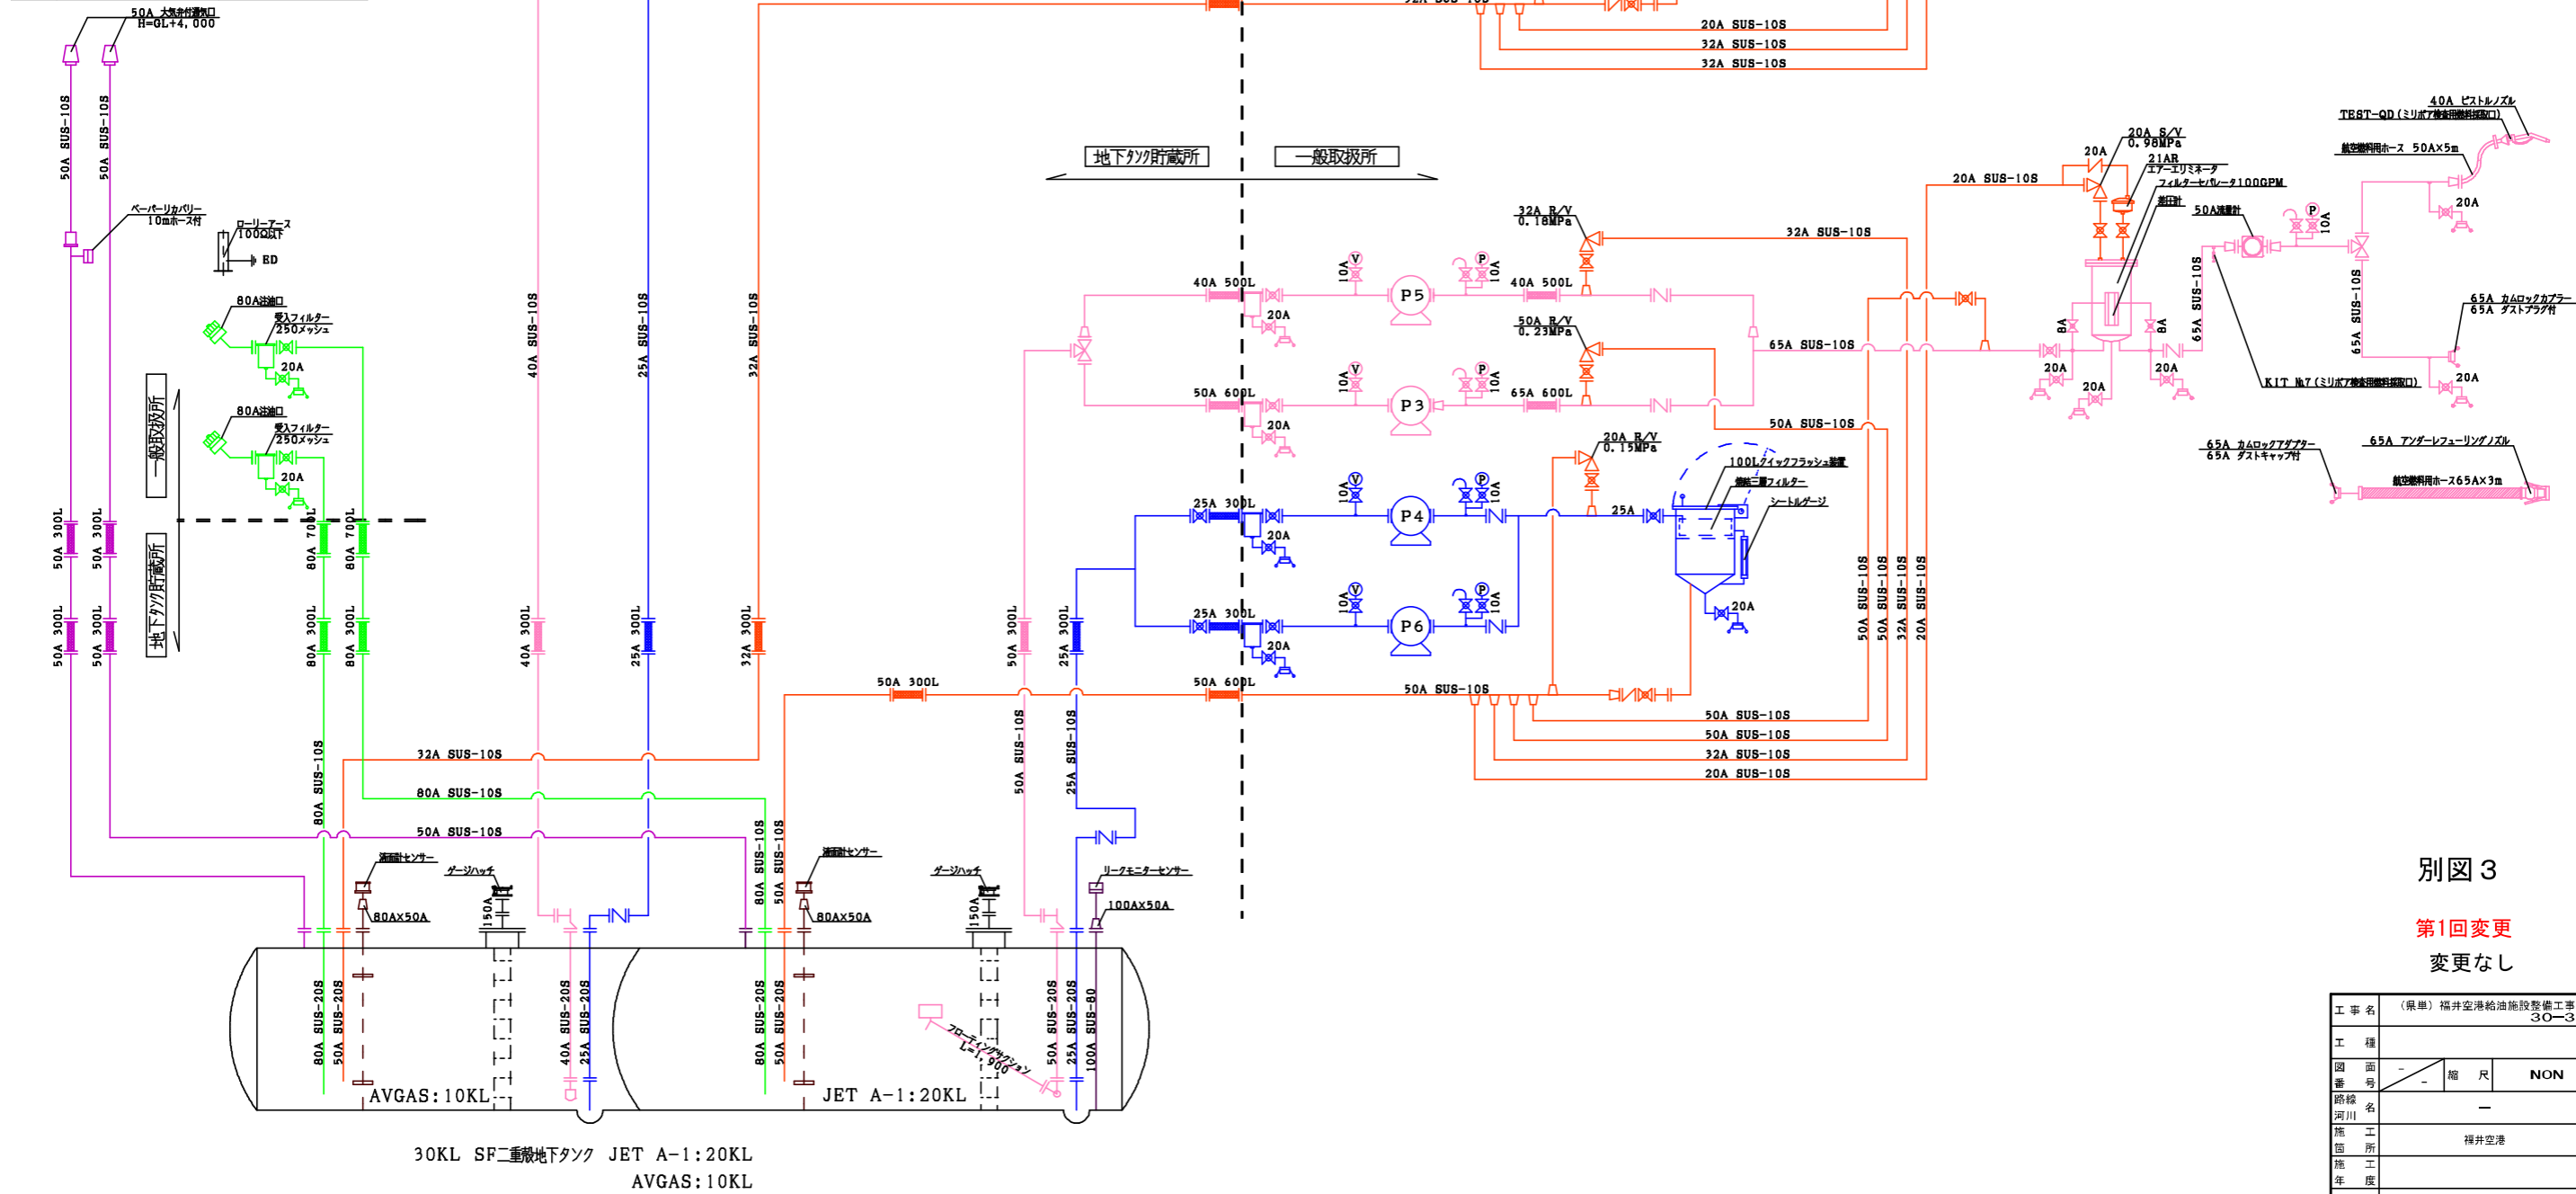 50A 大気弁付通気口
H=GL+4,000
50A SUS-10S
50A SUS-10S
ベーパーリカバリー
10mホース付
ローリーアース
100Ω以下
ED
80A注油口
受入フィルター
250メッシュ
20A
80A注油口
受入フィルター
250メッシュ
20A
一般取扱所
地下タンク貯蔵所
50A 300L
50A 300L
80A 700L
80A 700L
50A 300L
50A 300L
80A 300L
80A 300L
40A SUS-10S
25A SUS-10S
32A SUS-10S
40A 300L
25A 300L
32A 300L
32A SUS-10S
20A SUS-10S
32A SUS-10S
32A SUS-10S
地下タンク貯蔵所
一般取扱所
32A R/V
0.18MPa
32A SUS-10S
40A 500L
20A
10A
V
P5
P
10A
40A 500L
50A R/V
0.23MPa
50A 600L
20A
10A
V
P3
P
10A
65A 600L
65A SUS-10S
50A SUS-10S
20A R/V
0.15MPa
25A 300L
20A
10A
V
P4
P
10A
25A
100Lクイックフラッシュ装置
焼結三層フィルター
シートルゲージ
20A
25A 300L
20A
10A
V
P6
P
10A
50A 300L
25A 300L
50A 300L
50A 600L
50A SUS-10S
50A SUS-10S
50A SUS-10S
32A SUS-10S
20A SUS-10S
50A SUS-10S
50A SUS-10S
32A SUS-10S
20A SUS-10S
20A SUS-10S
20A
20A S/V
0.98MPa
21AR
エアーエリミネータ
フィルターセパレータ100GPM
差圧計
50A流量計
8A
8A
20A
20A
20A
65A SUS-10S
KIT №7(ミリポア検査用燃料採取口)
P
10A
65A SUS-10S
40A ピストルノズル
TEST-QD(ミリポア検査用燃料採取口)
航空燃料用ホース 50A×5m
20A
65A カムロックカプラー
65A ダストプラグ付
20A
65A カムロックアダプター
65A ダストキャップ付
65A アンダーレフューリングノズル
航空燃料用ホース65A×3m
80A SUS-10S
32A SUS-10S
80A SUS-10S
50A SUS-10S
80A SUS-10S
50A SUS-10S
50A SUS-10S
25A SUS-10S
液面計センサー
80A×50A
ゲージハッチ
150A
液面計センサー
80A×50A
ゲージハッチ
150A
リークモニターセンサー
100A×50A
80A SUS-20S
50A SUS-20S
40A SUS-20S
25A SUS-20S
80A SUS-20S
50A SUS-20S
フローティングサクション
L=1,900
50A SUS-20S
25A SUS-20S
100A SUS-80
AVGAS:10KL
JET A-1:20KL
30KL SF二重殻地下タンク JET A-1:20KL
AVGAS:10KL
別図3
第1回変更
変更なし
工事名 (県単)福井空港給油施設整備工事
30-3
工種
図面番号 - - 縮尺 NON
路線河川名 ー
施工箇所 福井空港
施工年度